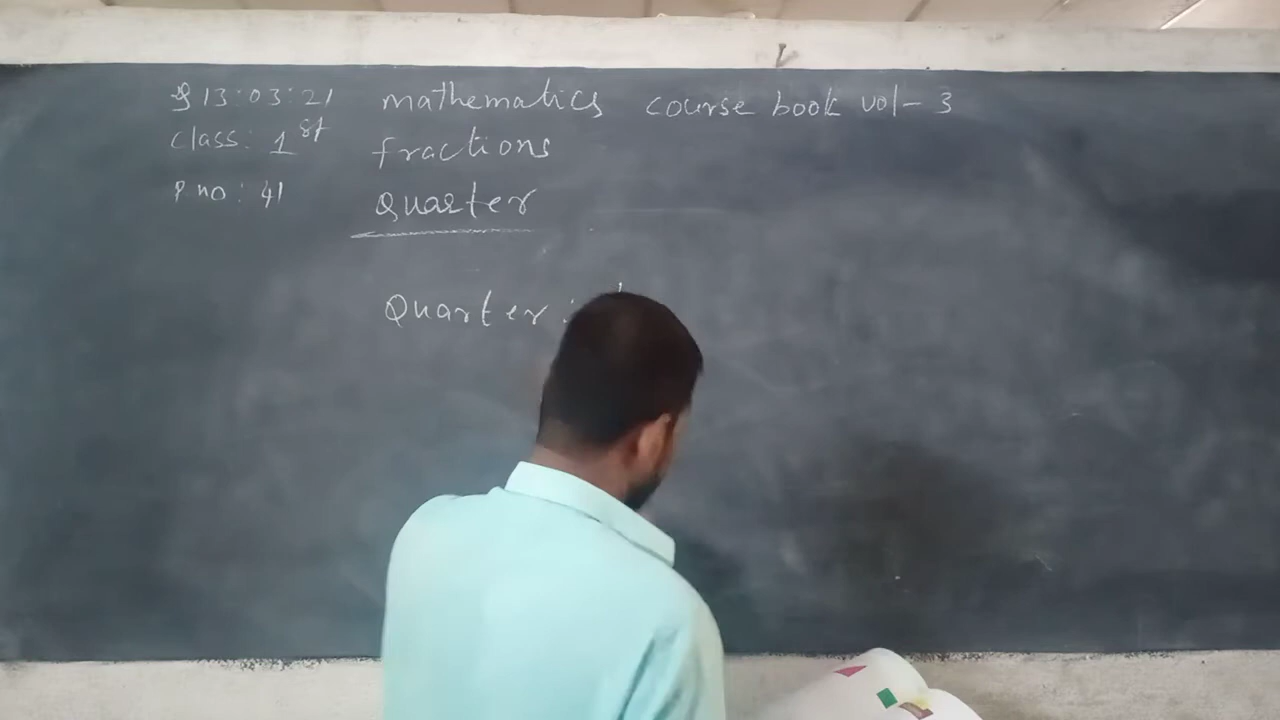 13:03:21 mathematics course book vol-3
class: 1st fractions
P no: 41 Quarter
Quarter :